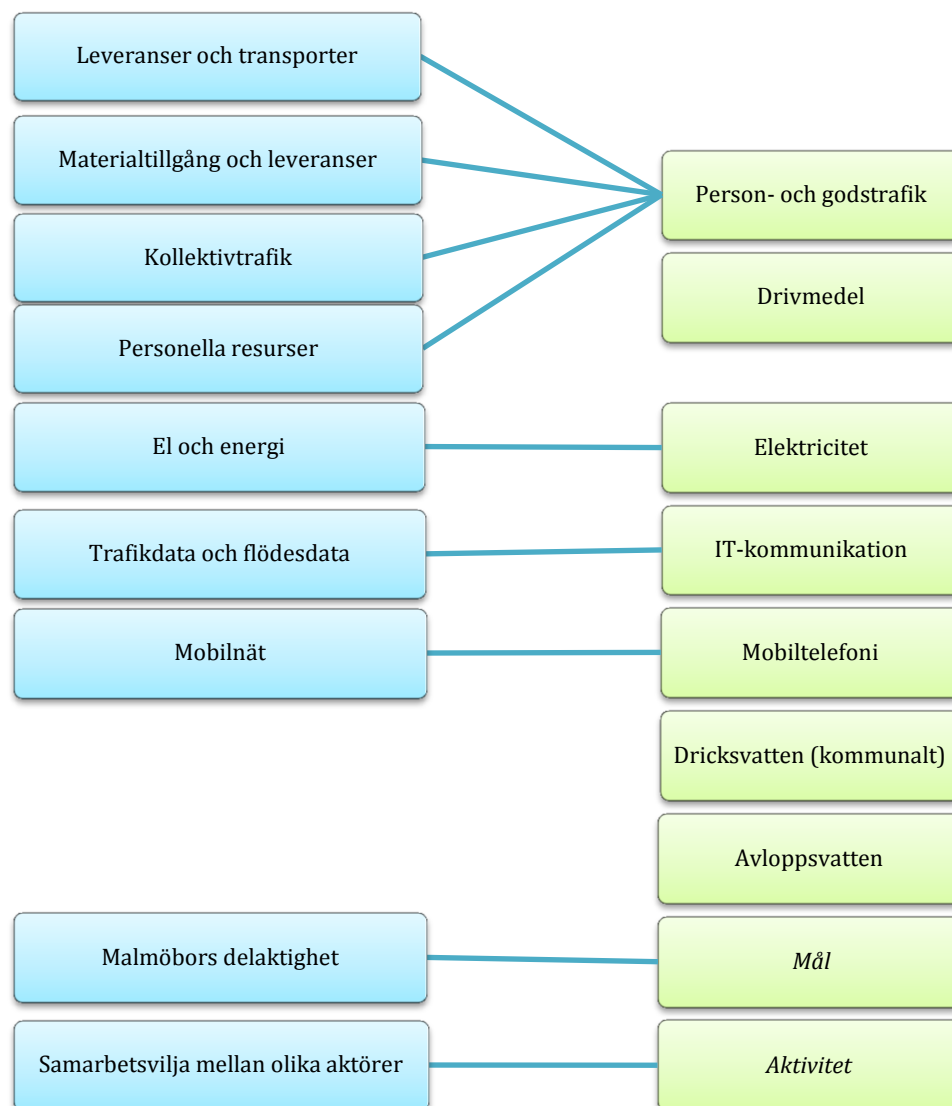 Leveranser och transporter
Materialtillgång och leveranser
Kollektivtrafik
Personella resurser
El och energi
Trafikdata och flödesdata
Mobilnät
Malmöbors delaktighet
Samarbetsvilja mellan olika aktörer
Person- och godstrafik
Drivmedel
Elektricitet
IT-kommunikation
Mobiltelefoni
Dricksvatten (kommunalt)
Avloppsvatten
Mål
Aktivitet